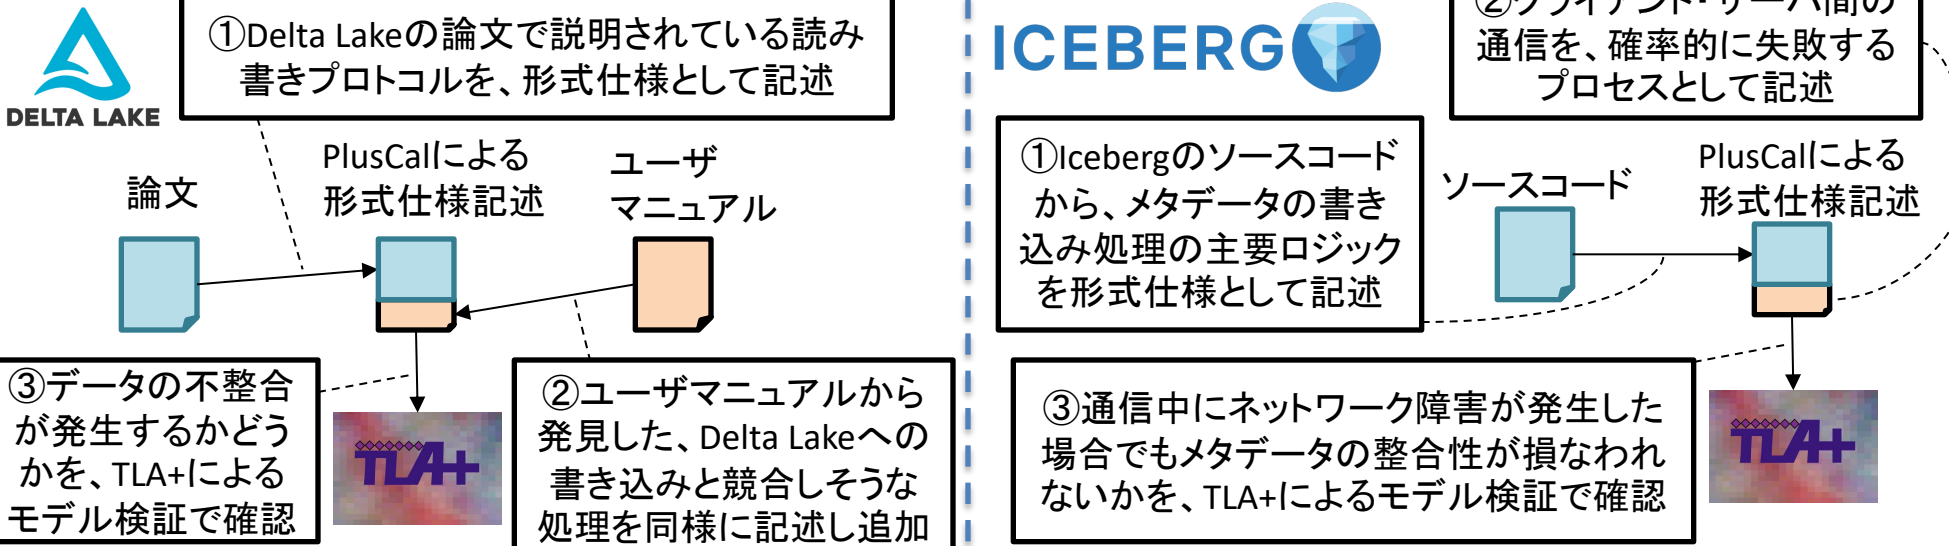 DELTA LAKE
①Delta Lakeの論文で説明されている読み
書きプロトコルを、形式仕様として記述
論文
PlusCalによる
形式仕様記述
ユーザ
マニュアル
③データの不整合
が発生するかどう
かを、TLA+による
モデル検証で確認
TLA+
②ユーザマニュアルから
発見した、Delta Lakeへの
書き込みと競合しそうな
処理を同様に記述し追加
ICEBERG
②クライアント・サーバ間の
通信を、確率的に失敗する
プロセスとして記述
①Icebergのソースコード
から、メタデータの書き
込み処理の主要ロジック
を形式仕様として記述
ソースコード
PlusCalによる
形式仕様記述
③通信中にネットワーク障害が発生した
場合でもメタデータの整合性が損なわれ
ないかを、TLA+によるモデル検証で確認
TLA+